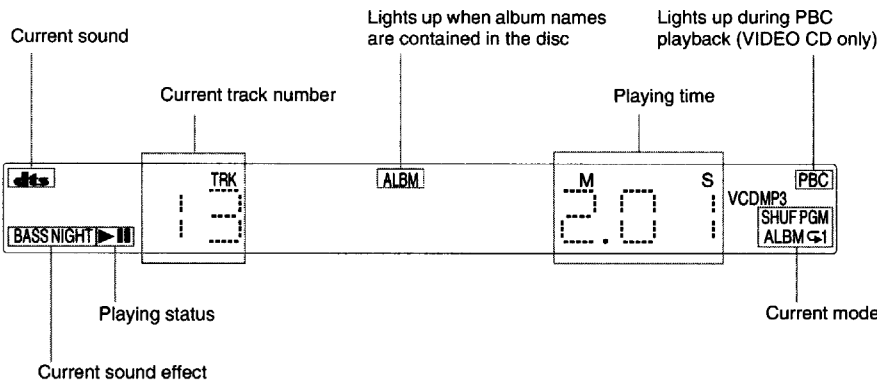 Current sound
Lights up when album names
are contained in the disc
Lights up during PBC
playback (VIDEO CD only)
Current track number
Playing time
dts
TRK
ALBM
M
S
PBC
VCDMP3
13
2.01
SHUF PGM
BASS NIGHT
ALBM 1
Playing status
Current mode
Current sound effect